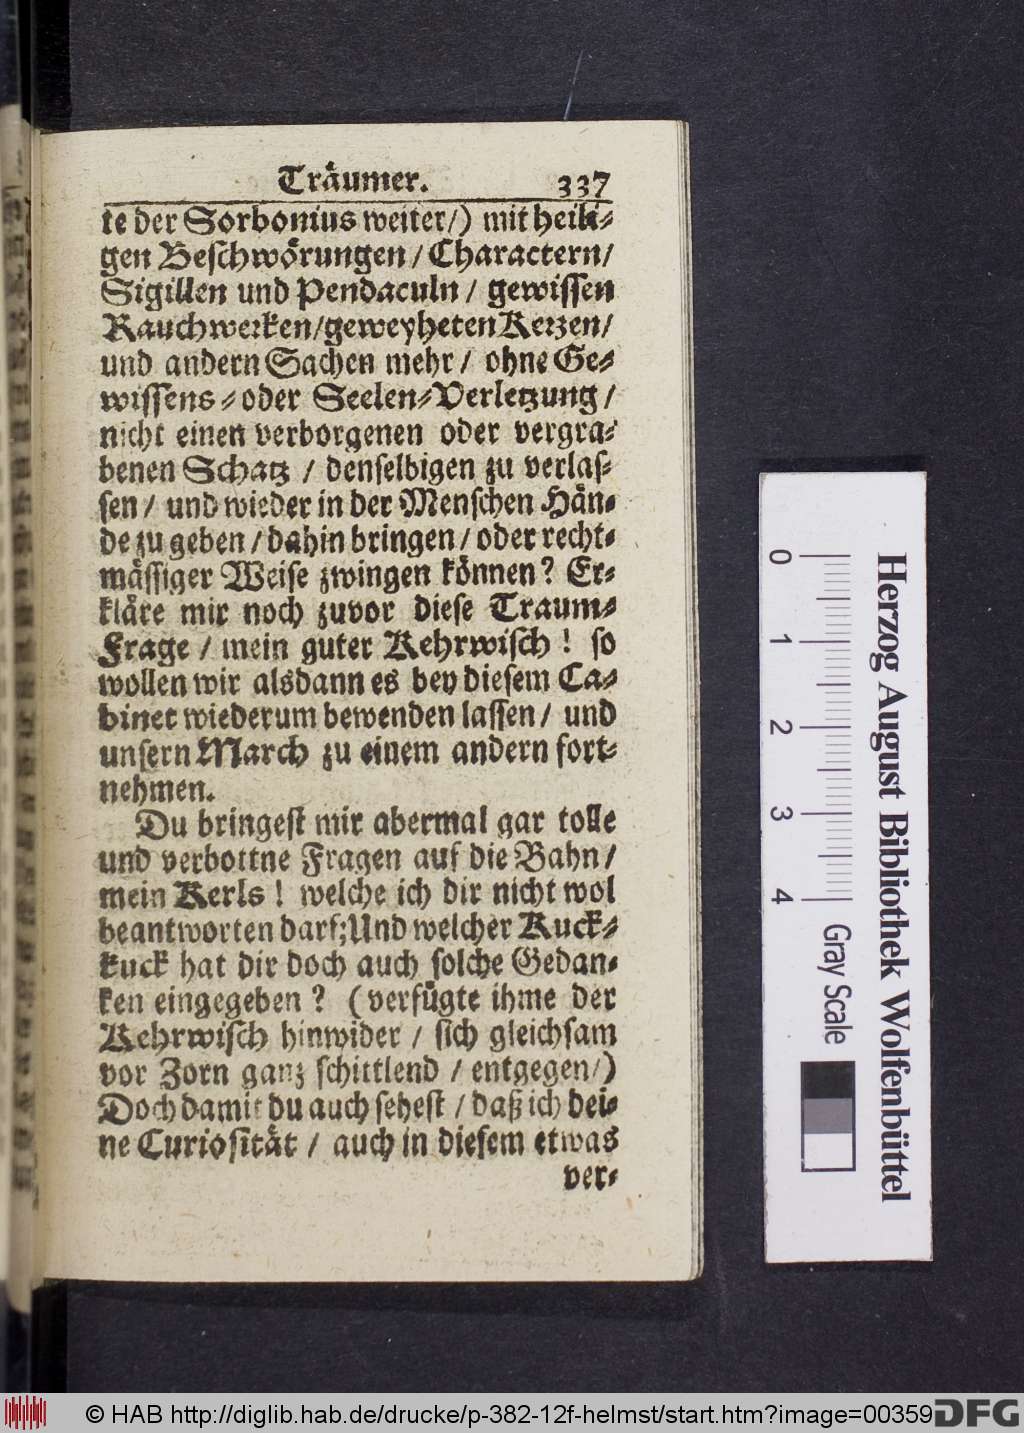 Träumer. 337
te der Sorbonius weiter/) mit heili-
gen Beschwörungen / Charactern/
Sigillen und Pendaculn / gewissen
Rauchwerken/geweyheten Kerzen/
und andern Sachen mehr / ohne Ge-
wissens- oder Seelen-Verletzung /
nicht einen verborgenen oder vergra-
benen Schatz / denselbigen zu verlas-
sen / und wieder in der Menschen Hän-
de zu geben / dahin bringen / oder recht-
mässiger Weise zwingen können? Er-
kläre mir noch zuvor diese Traum-
Frage / mein guter Kehrwisch! so
wollen wir alsdann es bey diesem Ca-
binet wiederum bewenden lassen / und
unsern March zu einem andern fort-
nehmen.
Du bringest mir abermal gar tolle
und verbottne Fragen auf die Bahn /
mein Kerls! welche ich dir nicht wol
beantworten darf; Und welcher Kuck-
kuck hat dir doch auch solche Gedan-
ken eingegeben? (verfügte ihme der
Kehrwisch hinwider / sich gleichsam
vor Zorn ganz schittlend / entgegen/)
Doch damit du auch sehest / daß ich dei-
ne Curiosität / auch in diesem etwas
ver-
0 1 2 3 4 Gray Scale
Herzog August Bibliothek Wolfenbüttel
© HAB http://diglib.hab.de/drucke/p-382-12f-helmst/start.htm?image=00359 DFG